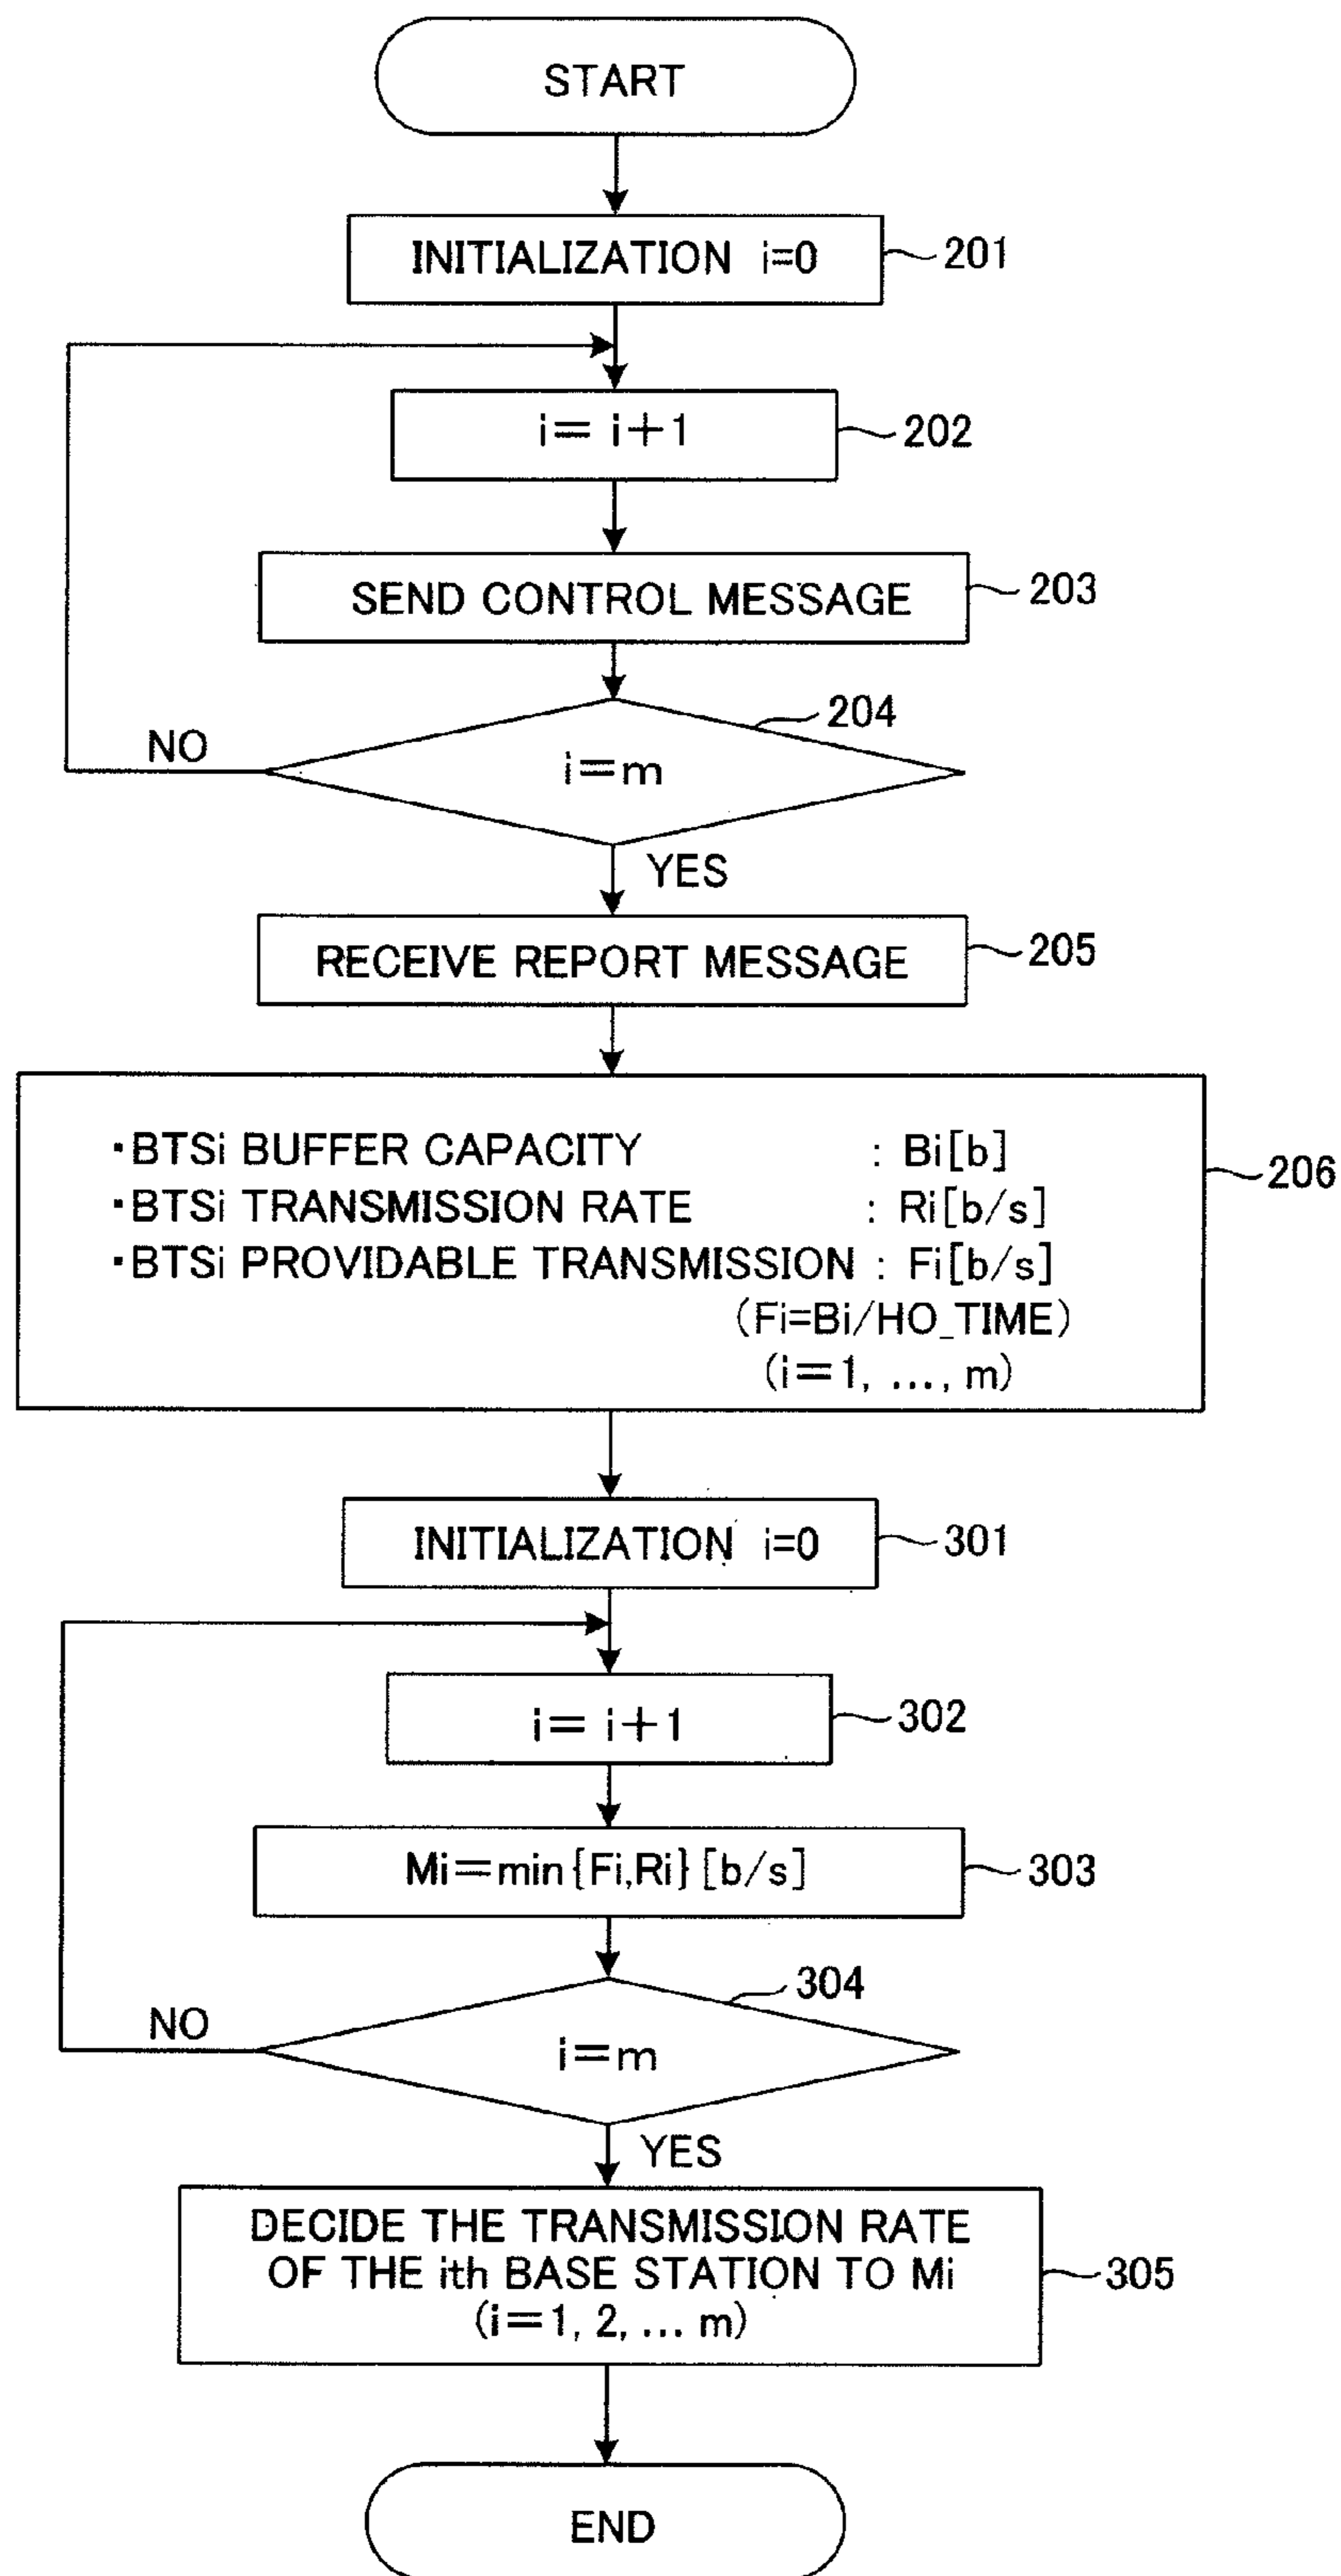 START
INITIALIZATION i=0
201
i= i+1
202
SEND CONTROL MESSAGE
203
204
i=m
NO
YES
RECEIVE REPORT MESSAGE
205
・BTSi BUFFER CAPACITY : Bi[b]
・BTSi TRANSMISSION RATE : Ri[b/s]
・BTSi PROVIDABLE TRANSMISSION : Fi[b/s]
(Fi=Bi/HO_TIME)
(i=1, ..., m)
206
INITIALIZATION i=0
301
i= i+1
302
Mi=min{Fi,Ri}[b/s]
303
304
i=m
NO
YES
DECIDE THE TRANSMISSION RATE
OF THE ith BASE STATION TO Mi
(i=1, 2, ... m)
305
END